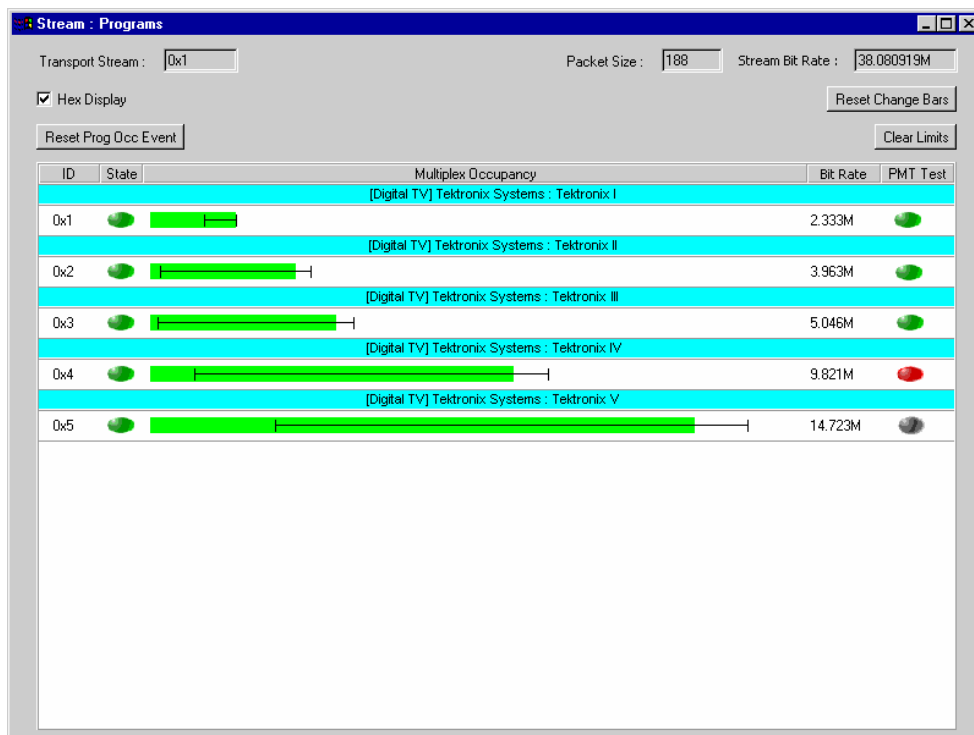 Stream : Programs
Transport Stream : 0x1 Packet Size : 188 Stream Bit Rate : 38.080919M
Hex Display Reset Change Bars
Reset Prog Occ Event Clear Limits
ID State Multiplex Occupancy Bit Rate PMT Test
[Digital TV] Tektronix Systems : Tektronix I
0x1 2.333M
[Digital TV] Tektronix Systems : Tektronix II
0x2 3.963M
[Digital TV] Tektronix Systems : Tektronix III
0x3 5.046M
[Digital TV] Tektronix Systems : Tektronix IV
0x4 9.821M
[Digital TV] Tektronix Systems : Tektronix V
0x5 14.723M